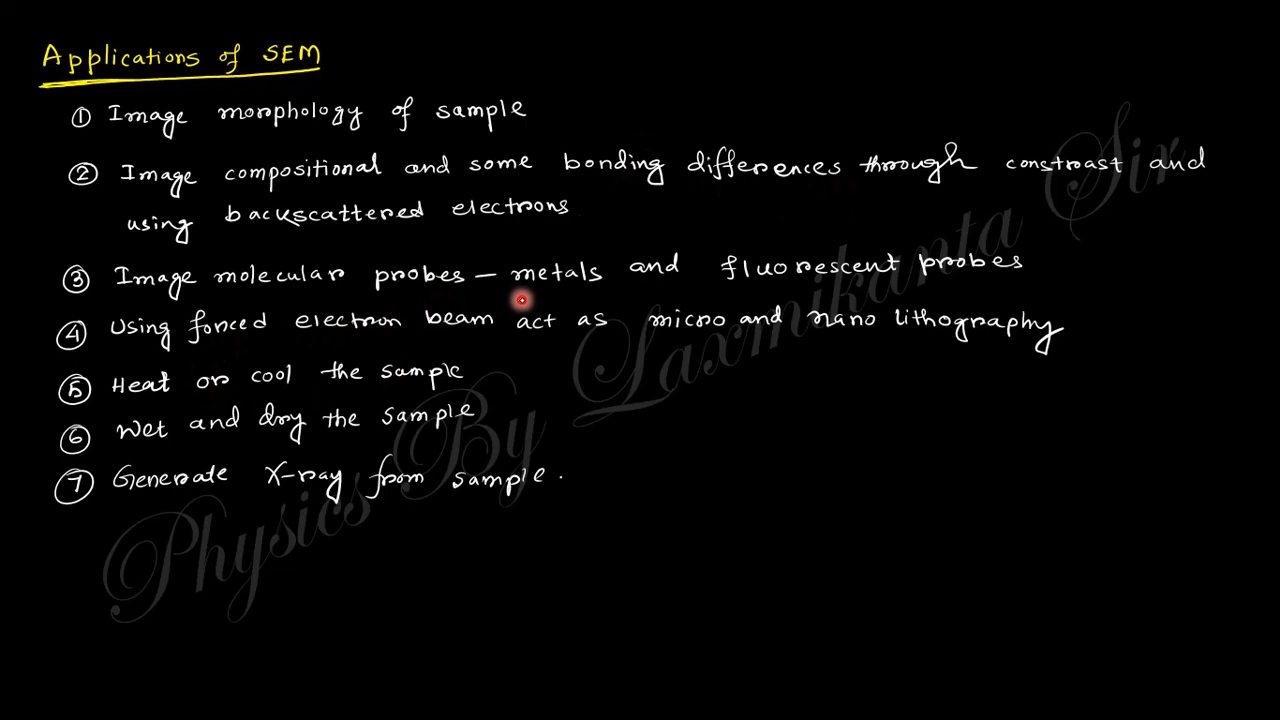 Applications of SEM
① Image morphology of sample
② Image compositional and some bonding differences through constrast and
using backscattered electrons
③ Image molecular probes - metals and fluorescent probes
④ Using forced electron beam act as micro and nano lithography
⑤ Heat or cool the sample
⑥ Wet and dry the sample
⑦ Generate X-ray from sample.
Physics By Laxmikanta Sir